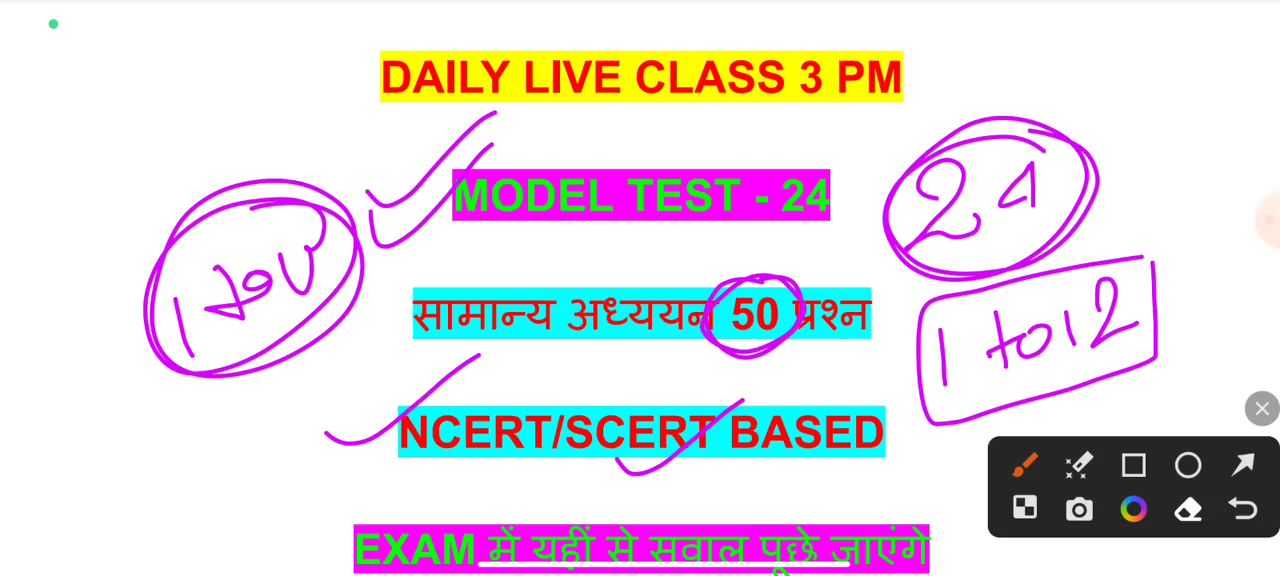 DAILY LIVE CLASS 3 PM
MODEL TEST - 24
24
सामान्य अध्ययन 50 प्रश्न
1 to 12
NCERT/SCERT BASED
EXAM में यहीं से सवाल पूछे जाएंगे